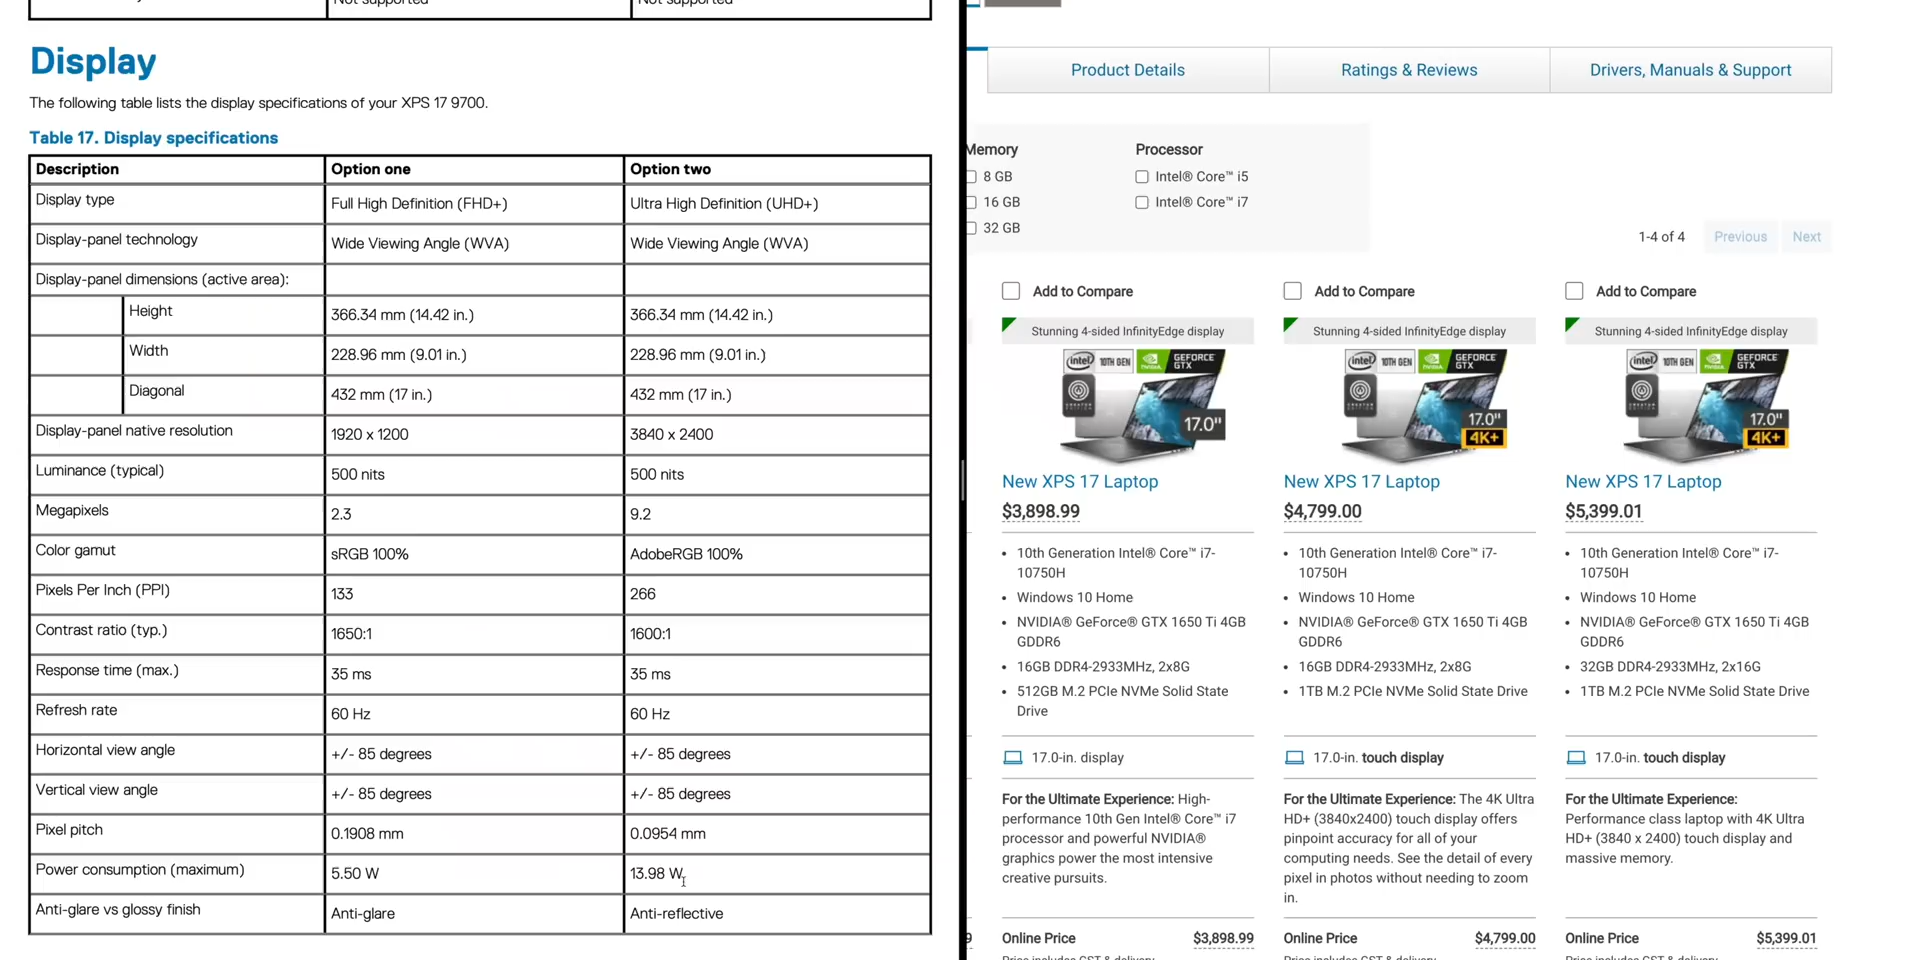 Not supported
Not supported
Display
The following table lists the display specifications of your XPS 17 9700.
Table 17. Display specifications
Description Option one Option two
Display type Full High Definition (FHD+) Ultra High Definition (UHD+)
Display-panel technology Wide Viewing Angle (WVA) Wide Viewing Angle (WVA)
Display-panel dimensions (active area):
Height 366.34 mm (14.42 in.) 366.34 mm (14.42 in.)
Width 228.96 mm (9.01 in.) 228.96 mm (9.01 in.)
Diagonal 432 mm (17 in.) 432 mm (17 in.)
Display-panel native resolution 1920 x 1200 3840 x 2400
Luminance (typical) 500 nits 500 nits
Megapixels 2.3 9.2
Color gamut sRGB 100% AdobeRGB 100%
Pixels Per Inch (PPI) 133 266
Contrast ratio (typ.) 1650:1 1600:1
Response time (max.) 35 ms 35 ms
Refresh rate 60 Hz 60 Hz
Horizontal view angle +/- 85 degrees +/- 85 degrees
Vertical view angle +/- 85 degrees +/- 85 degrees
Pixel pitch 0.1908 mm 0.0954 mm
Power consumption (maximum) 5.50 W 13.98 W
Anti-glare vs glossy finish Anti-glare Anti-reflective
Product Details
Ratings & Reviews
Drivers, Manuals & Support
Memory
8 GB
16 GB
32 GB
Processor
Intel® Core™ i5
Intel® Core™ i7
1-4 of 4 Previous Next
Add to Compare
Stunning 4-sided InfinityEdge display
intel 10TH GEN NVIDIA GEFORCE GTX
17.0"
New XPS 17 Laptop
$3,898.99
10th Generation Intel® Core™ i7-
10750H
Windows 10 Home
NVIDIA® GeForce® GTX 1650 Ti 4GB
GDDR6
16GB DDR4-2933MHz, 2x8G
512GB M.2 PCIe NVMe Solid State
Drive
17.0-in. display
For the Ultimate Experience: High-
performance 10th Gen Intel® Core™ i7
processor and powerful NVIDIA®
graphics power the most intensive
creative pursuits.
Online Price $3,898.99
Add to Compare
Stunning 4-sided InfinityEdge display
intel 10TH GEN NVIDIA GEFORCE GTX
17.0"
4K+
New XPS 17 Laptop
$4,799.00
10th Generation Intel® Core™ i7-
10750H
Windows 10 Home
NVIDIA® GeForce® GTX 1650 Ti 4GB
GDDR6
16GB DDR4-2933MHz, 2x8G
1TB M.2 PCIe NVMe Solid State Drive
17.0-in. touch display
For the Ultimate Experience: The 4K Ultra
HD+ (3840x2400) touch display offers
pinpoint accuracy for all of your
computing needs. See the detail of every
pixel in photos without needing to zoom
in.
Online Price $4,799.00
Add to Compare
Stunning 4-sided InfinityEdge display
intel 10TH GEN NVIDIA GEFORCE GTX
17.0"
4K+
New XPS 17 Laptop
$5,399.01
10th Generation Intel® Core™ i7-
10750H
Windows 10 Home
NVIDIA® GeForce® GTX 1650 Ti 4GB
GDDR6
32GB DDR4-2933MHz, 2x16G
1TB M.2 PCIe NVMe Solid State Drive
17.0-in. touch display
For the Ultimate Experience:
Performance class laptop with 4K Ultra
HD+ (3840 x 2400) touch display and
massive memory.
Online Price $5,399.01